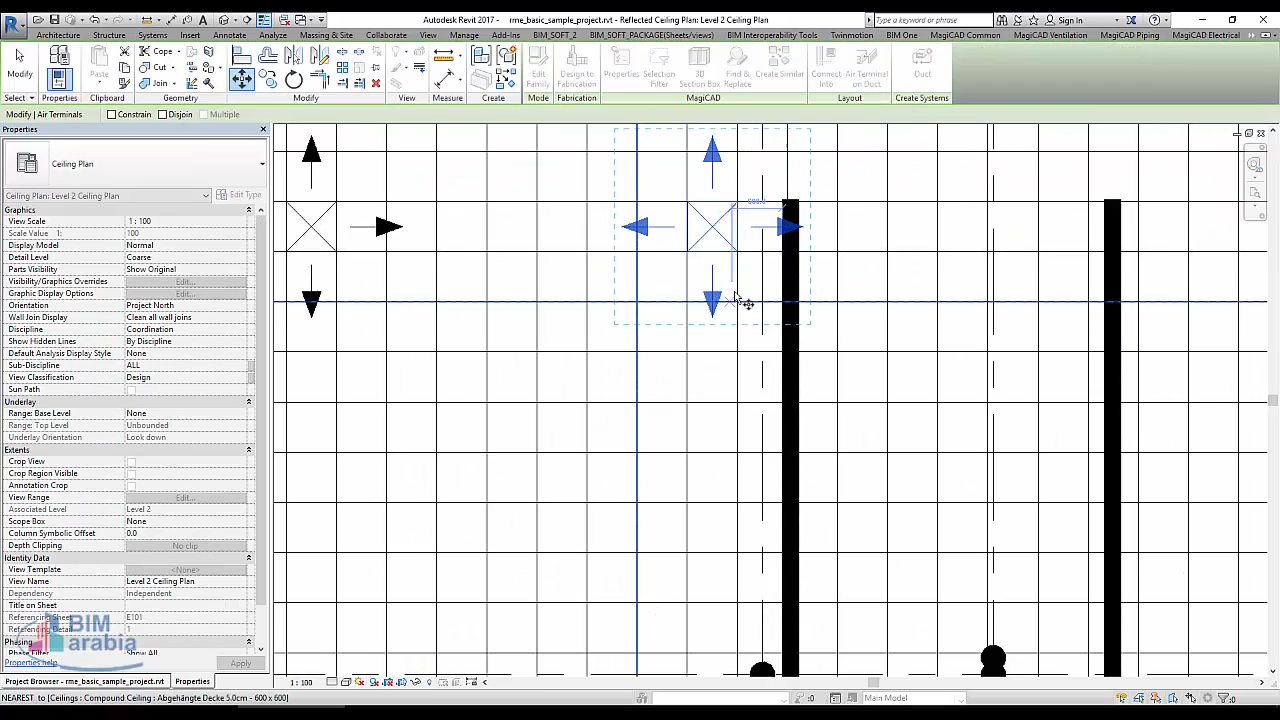 Autodesk Revit 2017 - rme_basic_sample_project.rvt - Reflected Ceiling Plan: Level 2 Ceiling Plan
Type a keyword or phrase
Sign In
Architecture Structure Systems Insert Annotate Analyze Massing & Site Collaborate View Manage Add-Ins BIM_SOFT_2 BIM_SOFT_PACKAGE(Sheets/views) BIM Interoperability Tools Twinmotion BIM One MagiCAD Common MagiCAD Ventilation MagiCAD Piping MagiCAD Electrical
Modify Paste Cope Cut Join Edit Family Design to Fabrication Properties Selection Filter 3D Section Box Find & Replace Create Similar Connect Into Air Terminal on Duct Duct
Select Properties Clipboard Geometry Modify View Measure Create Mode Fabrication MagiCAD Layout Create Systems
Modify | Air Terminals Constrain Disjoin Multiple
Properties
Ceiling Plan
Ceiling Plan: Level 2 Ceiling Plan Edit Type
Graphics
View Scale 1 : 100
Scale Value 1: 100
Display Model Normal
Detail Level Coarse
Parts Visibility Show Original
Visibility/Graphics Overrides Edit...
Graphic Display Options Edit...
Orientation Project North
Wall Join Display Clean all wall joins
Discipline Coordination
Show Hidden Lines By Discipline
Default Analysis Display Style None
Sub-Discipline ALL
View Classification Design
Sun Path
Underlay
Range: Base Level None
Range: Top Level Unbounded
Underlay Orientation Look down
Extents
Crop View
Crop Region Visible
Annotation Crop
View Range Edit...
Associated Level Level 2
Scope Box None
Column Symbolic Offset 0.0
Depth Clipping No clip
Identity Data
View Template <None>
View Name Level 2 Ceiling Plan
Dependency Independent
Title on Sheet
Referencing Sheet E101
Referencing Detail 1
Phasing
Phase Filter Show All
BIM
arabia
Properties help Apply
Project Browser - rme_basic_sample_project.rvt Properties
1 : 100
NEAREST to [Ceilings : Compound Ceiling : Abgehängte Decke 5.0cm - 600 x 600]
:0
Main Model
:0